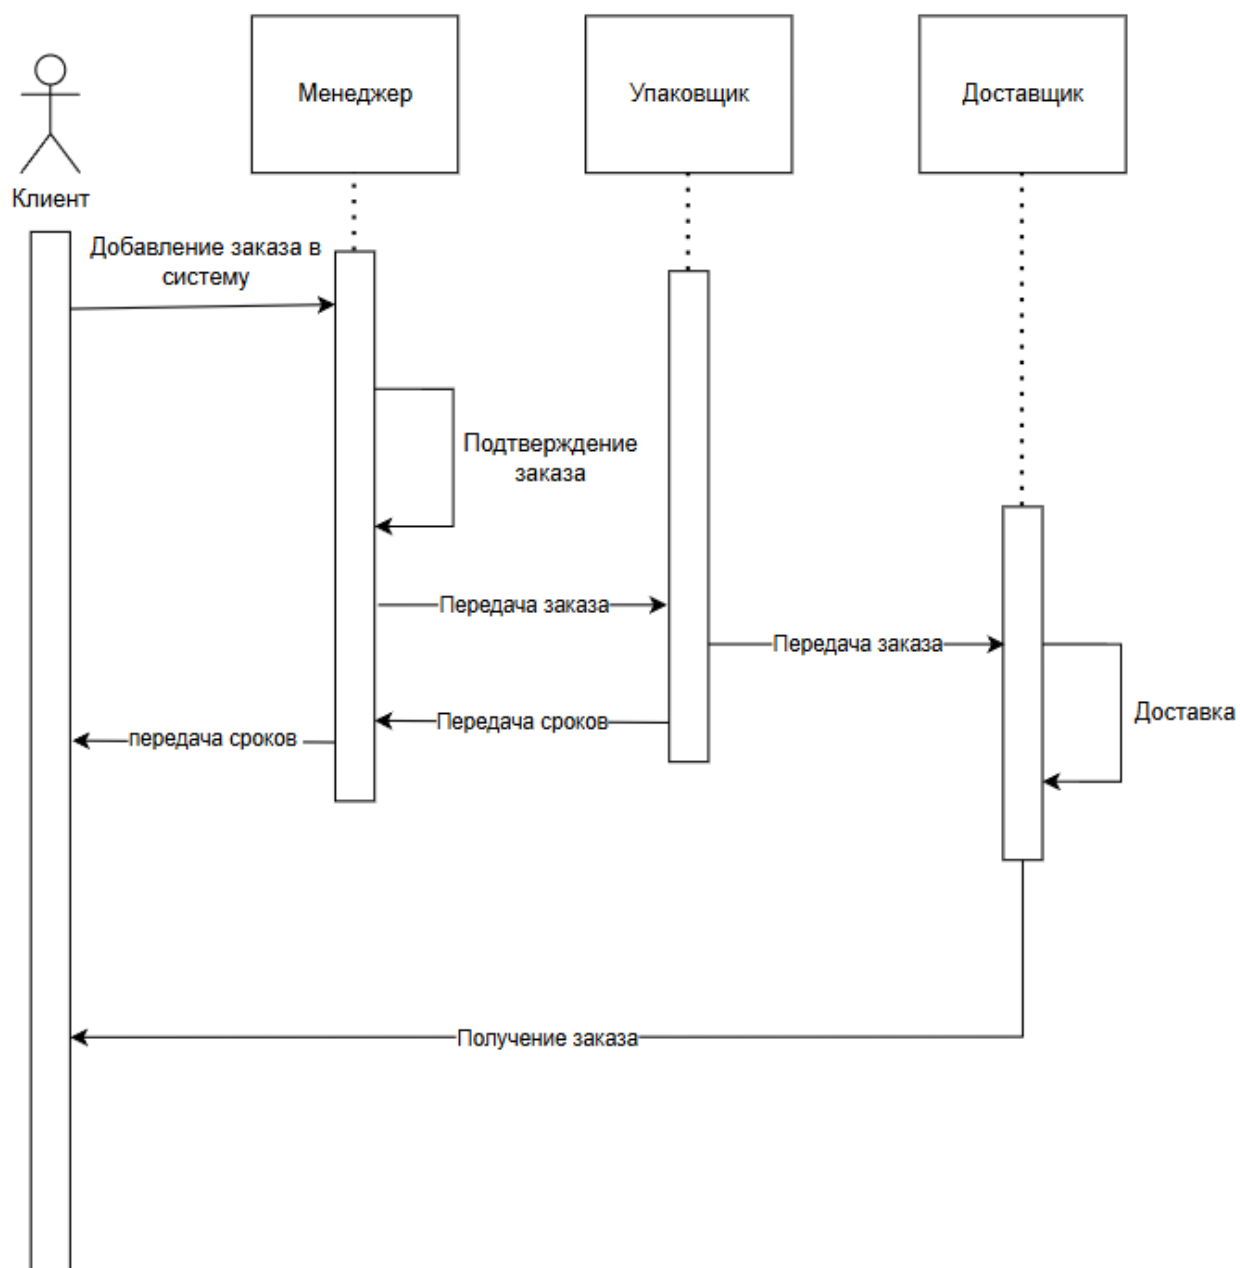 Менеджер
Упаковщик
Доставщик
Клиент
Добавление заказа в
систему
Подтверждение
заказа
Передача заказа
Передача заказа
Передача сроков
передача сроков
Доставка
Получение заказа